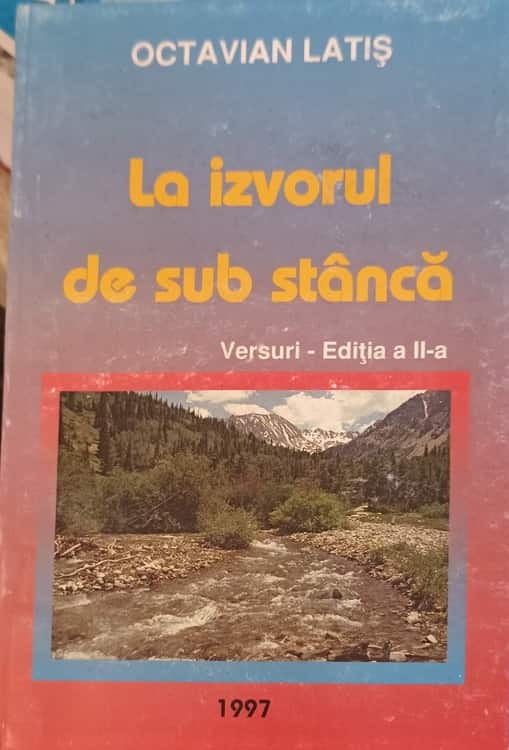 OCTAVIAN LATIŞ
La izvorul
de sub stâncă
Versuri - Ediţia a II-a
1997